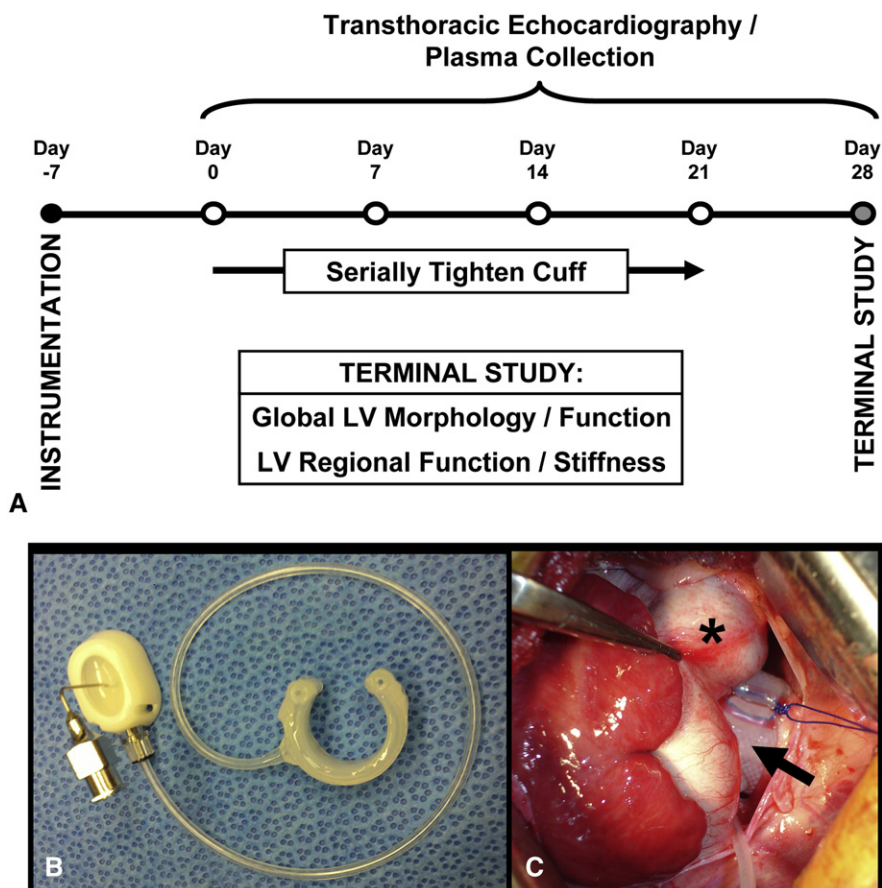 Transthoracic Echocardiography /
Plasma Collection
Day Day Day Day Day Day
-7 0 7 14 21 28
Serially Tighten Cuff
INSTRUMENTATION
TERMINAL STUDY
TERMINAL STUDY:
Global LV Morphology / Function
LV Regional Function / Stiffness
A
*
B
C